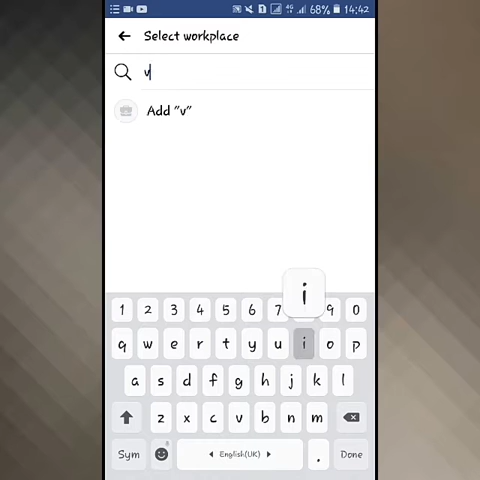 68% 14:42
Select workplace
v
Add "v"
i
1 2 3 4 5 6 7 9 0
q w e r t y u i o p
a s d f g h j k l
z x c v b n m
Sym English(UK) . Done